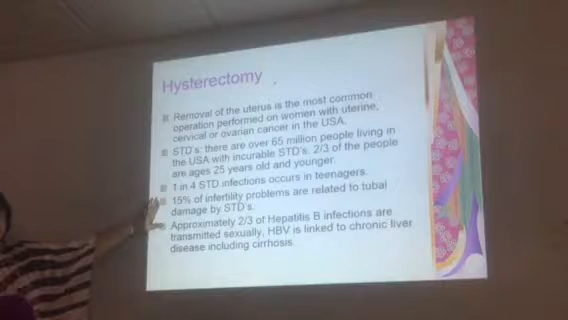 Hysterectomy
Removal of the uterus is the most common
operation performed on women with uterine,
cervical or ovarian cancer in the USA.
STD's: there are over 65 million people living in
the USA with incurable STD's. 2/3 of the people
are ages 25 years old and younger.
1 in 4 STD infections occurs in teenagers.
15% of infertility problems are related to tubal
damage by STD's.
Approximately 2/3 of Hepatitis B infections are
transmitted sexually, HBV is linked to chronic liver
disease including cirrhosis.